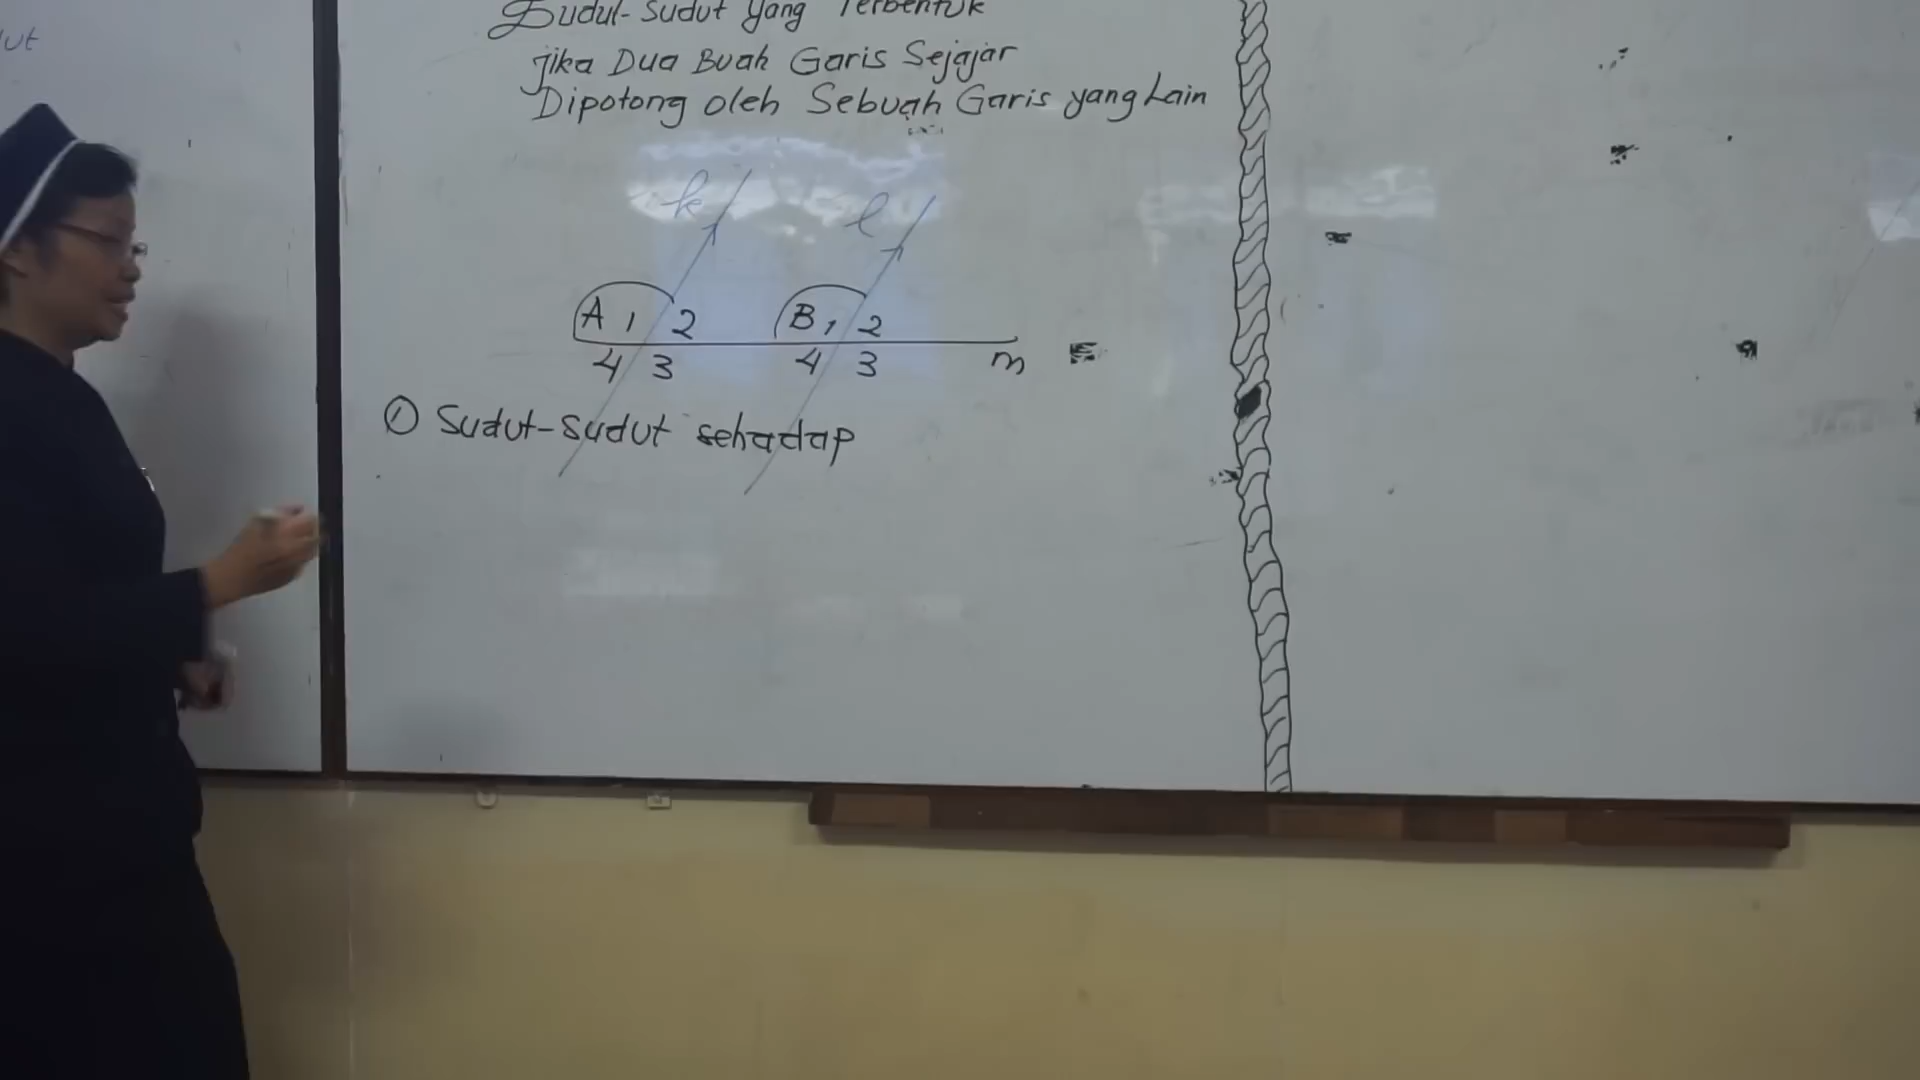 ut
Sudut-Sudut yang Terbentuk
jika Dua Buah Garis Sejajar
Dipotong oleh Sebuah Garis yang Lain
k l
A 1 2 B 1 2
4 3 4 3 m
① Sudut-sudut sehadap